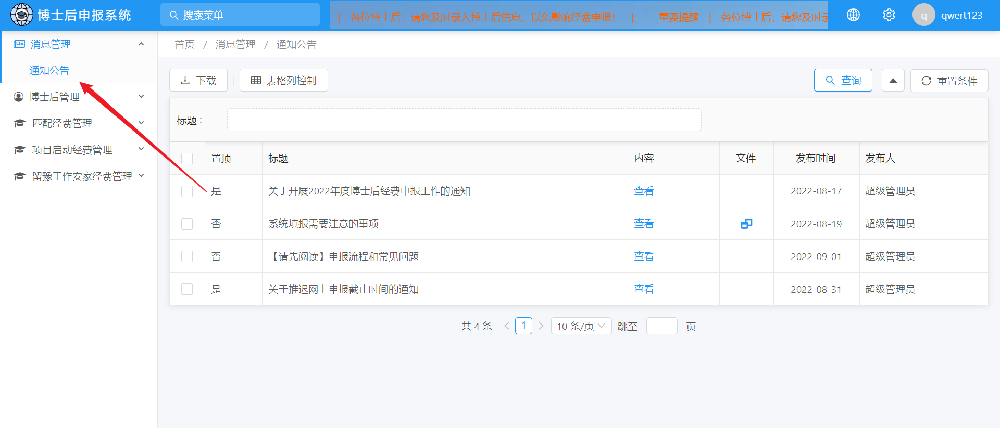 博士后申报系统
搜索菜单
| 各位博士后，请您及时录入博士后信息，以免影响经费申报！ | 重要提醒 | 各位博士后，请您及时录
q qwert123
消息管理
通知公告
博士后管理
匹配经费管理
项目启动经费管理
留豫工作安家经费管理
首页 / 消息管理 / 通知公告
下载 表格列控制 查询 重置条件
标题：
置顶 标题 内容 文件 发布时间 发布人
是 关于开展2022年度博士后经费申报工作的通知 查看 2022-08-17 超级管理员
否 系统填报需要注意的事项 查看 2022-08-19 超级管理员
否 【请先阅读】申报流程和常见问题 查看 2022-09-01 超级管理员
是 关于推迟网上申报截止时间的通知 查看 2022-08-31 超级管理员
共 4 条 < 1 > 10 条/页 跳至 页